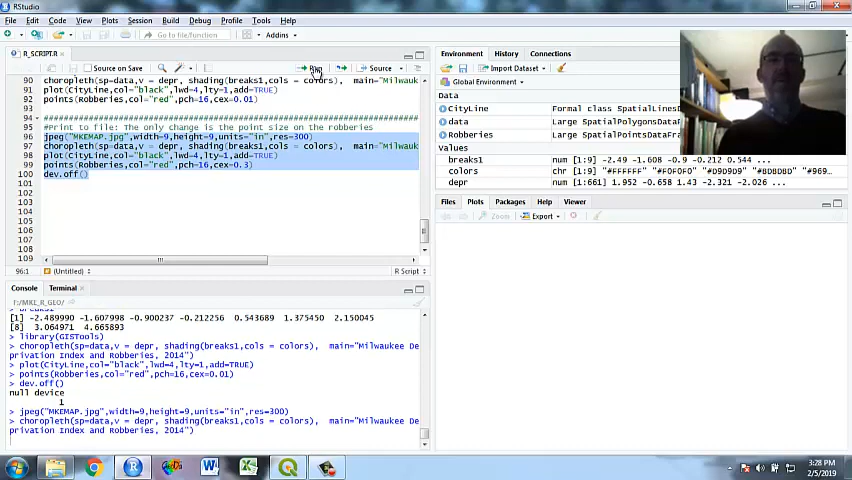 RStudio
File Edit Code View Plots Session Build Debug Profile Tools Help
Go to file/function Addins
R_SCRIPT.R
Source on Save Run Source
90 choropleth(sp=data,v = depr, shading(breaks1,cols = colors), main="Milwauk
91 plot(CityLine,col="black",lwd=4,lty=1,add=TRUE)
92 points(Robberies,col="red",pch=16,cex=0.01)
93
94 ################################################################
95 #Print to file: The only change is the point size on the robberies
96 jpeg("MKEMAP.jpg",width=9,height=9,units="in",res=300)
97 choropleth(sp=data,v = depr, shading(breaks1,cols = colors), main="Milwauk
98 plot(CityLine,col="black",lwd=4,lty=1,add=TRUE)
99 points(Robberies,col="red",pch=16,cex=0.3)
100 dev.off()
101
102
103
104
105
106
107
108
109
96:1 (Untitled) R Script
Console Terminal
F:/MKE_R_GEO/
> breaks1
[1] -2.489990 -1.607998 -0.900237 -0.212256 0.543689 1.375450 2.150045
[8] 3.064971 4.665893
> library(GISTools)
> choropleth(sp=data,v = depr, shading(breaks1,cols = colors), main="Milwaukee De
privation Index and Robberies, 2014")
> plot(CityLine,col="black",lwd=4,lty=1,add=TRUE)
> points(Robberies,col="red",pch=16,cex=0.01)
> dev.off()
null device
1
> jpeg("MKEMAP.jpg",width=9,height=9,units="in",res=300)
> choropleth(sp=data,v = depr, shading(breaks1,cols = colors), main="Milwaukee De
privation Index and Robberies, 2014")
Environment History Connections
Import Dataset
Global Environment
Data
CityLine Formal class SpatialLinesD
data Large SpatialPolygonsDataF
Robberies Large SpatialPointsDataFra
Values
breaks1 num [1:9] -2.49 -1.608 -0.9 -0.212 0.544 ...
colors chr [1:9] "#FFFFFF" "#F0F0F0" "#D9D9D9" "#BDBDBD" "#969…
depr num [1:661] 1.952 -0.658 1.43 -2.321 -2.026 ...
Files Plots Packages Help Viewer
Zoom Export
3:28 PM
2/5/2019